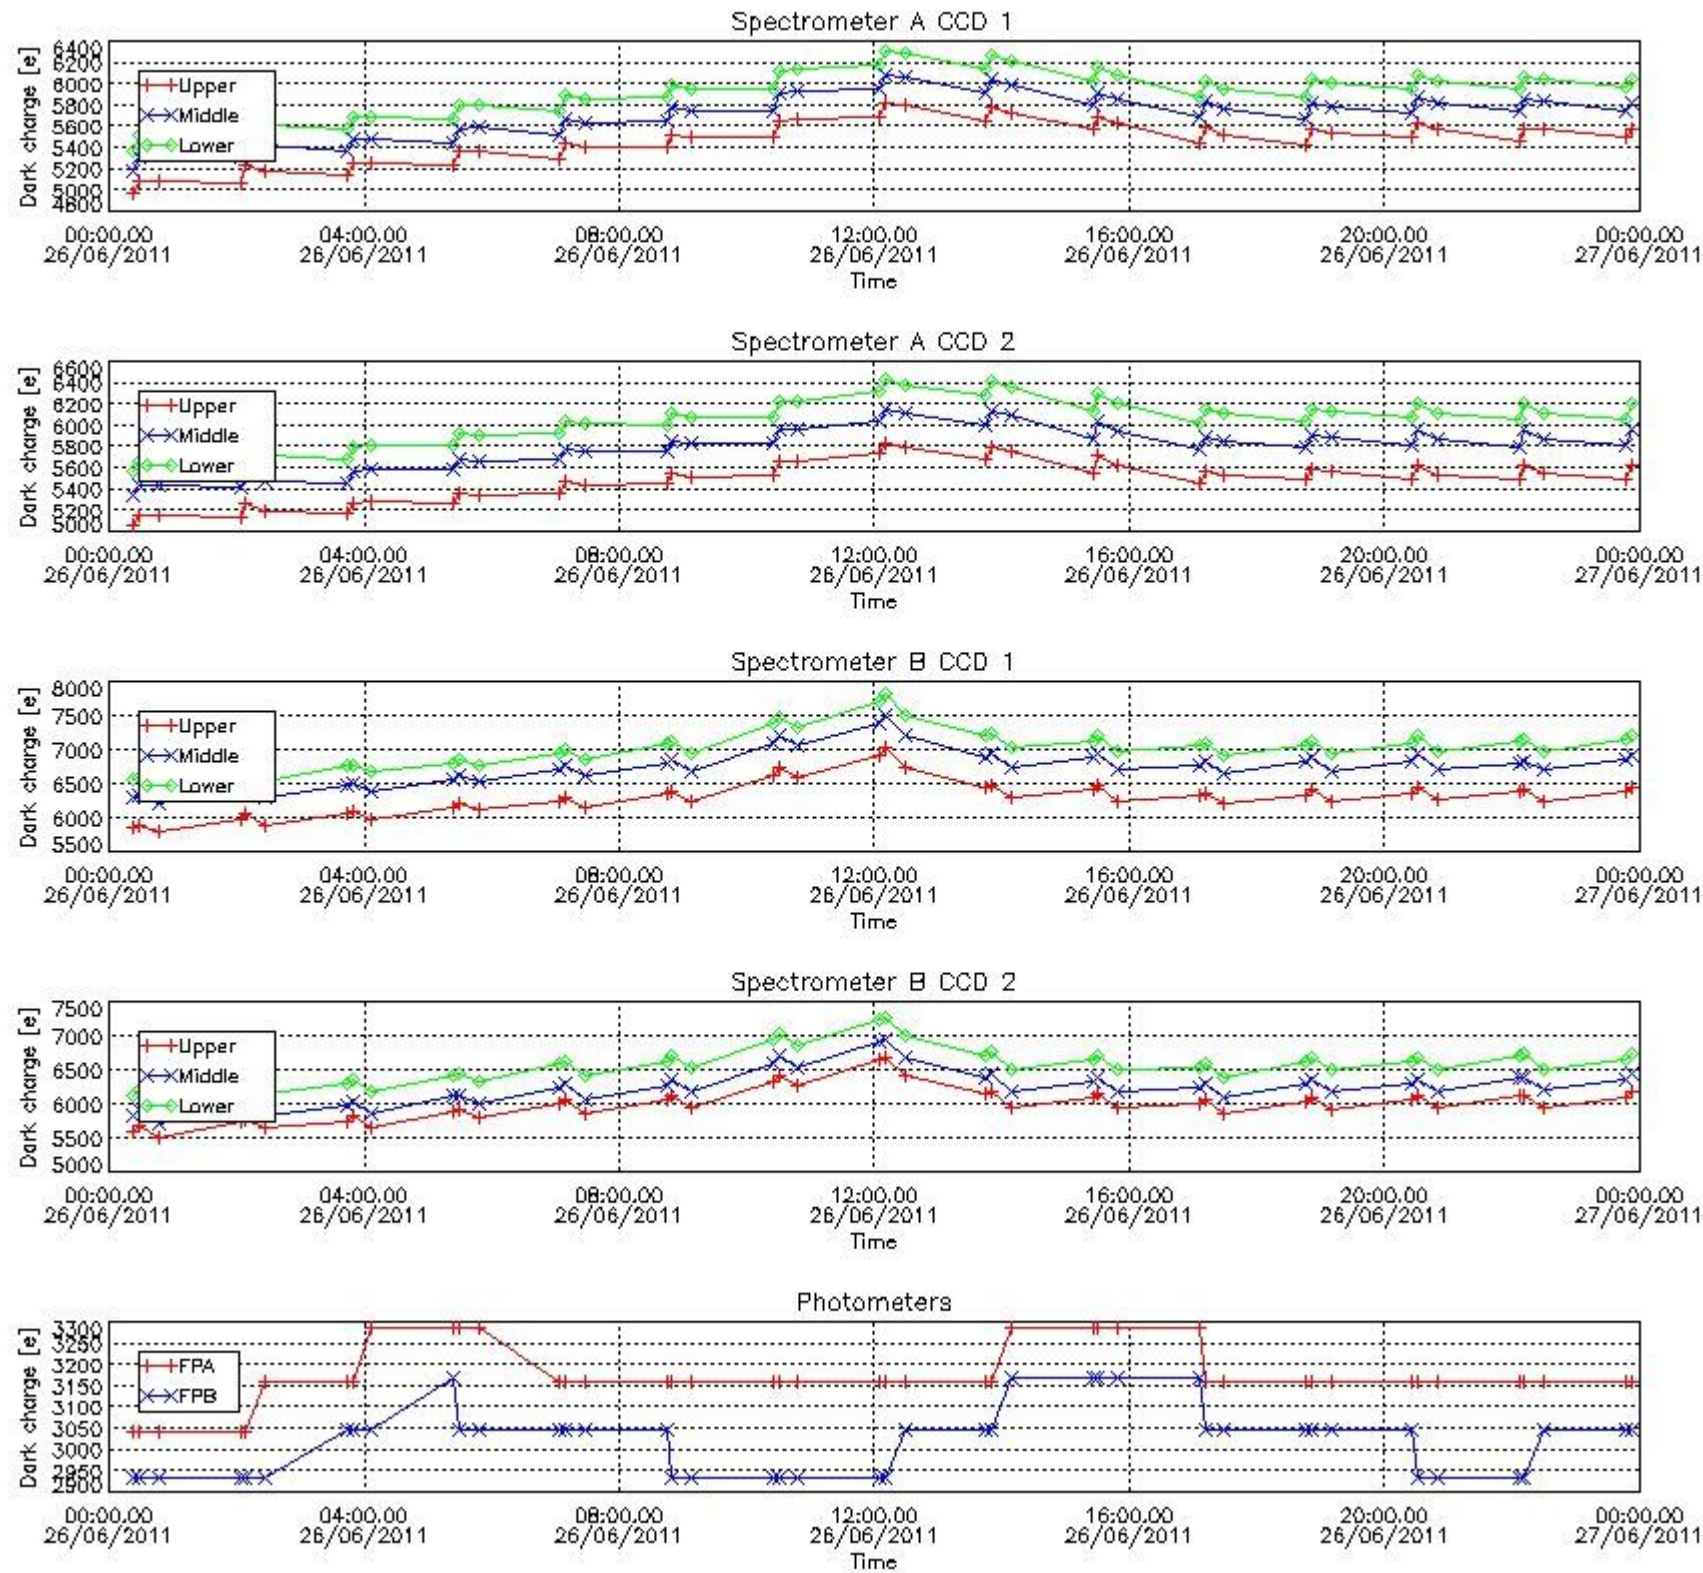 Spectrometer A CCD 1
Dark charge [e]
6400
6200
6000
5800
5600
5400
5200
5000
4800
Upper
Middle
Lower
00:00.00 04:00.00 08:00.00 12:00.00 16:00.00 20:00.00 00:00.00
26/06/2011 26/06/2011 26/06/2011 26/06/2011 26/06/2011 26/06/2011 27/06/2011
Time
Spectrometer A CCD 2
Dark charge [e]
6600
6400
6200
6000
5800
5600
5400
5200
5000
Upper
Middle
Lower
00:00.00 04:00.00 08:00.00 12:00.00 16:00.00 20:00.00 00:00.00
26/06/2011 26/06/2011 26/06/2011 26/06/2011 26/06/2011 26/06/2011 27/06/2011
Time
Spectrometer B CCD 1
Dark charge [e]
8000
7500
7000
6500
6000
5500
Upper
Middle
Lower
00:00.00 04:00.00 08:00.00 12:00.00 16:00.00 20:00.00 00:00.00
26/06/2011 26/06/2011 26/06/2011 26/06/2011 26/06/2011 26/06/2011 27/06/2011
Time
Spectrometer B CCD 2
Dark charge [e]
7500
7000
6500
6000
5500
5000
Upper
Middle
Lower
00:00.00 04:00.00 08:00.00 12:00.00 16:00.00 20:00.00 00:00.00
26/06/2011 26/06/2011 26/06/2011 26/06/2011 26/06/2011 26/06/2011 27/06/2011
Time
Photometers
Dark charge [e]
3300
3250
3200
3150
3100
3050
3000
2950
2900
FPA
FPB
00:00.00 04:00.00 08:00.00 12:00.00 16:00.00 20:00.00 00:00.00
26/06/2011 26/06/2011 26/06/2011 26/06/2011 26/06/2011 26/06/2011 27/06/2011
Time